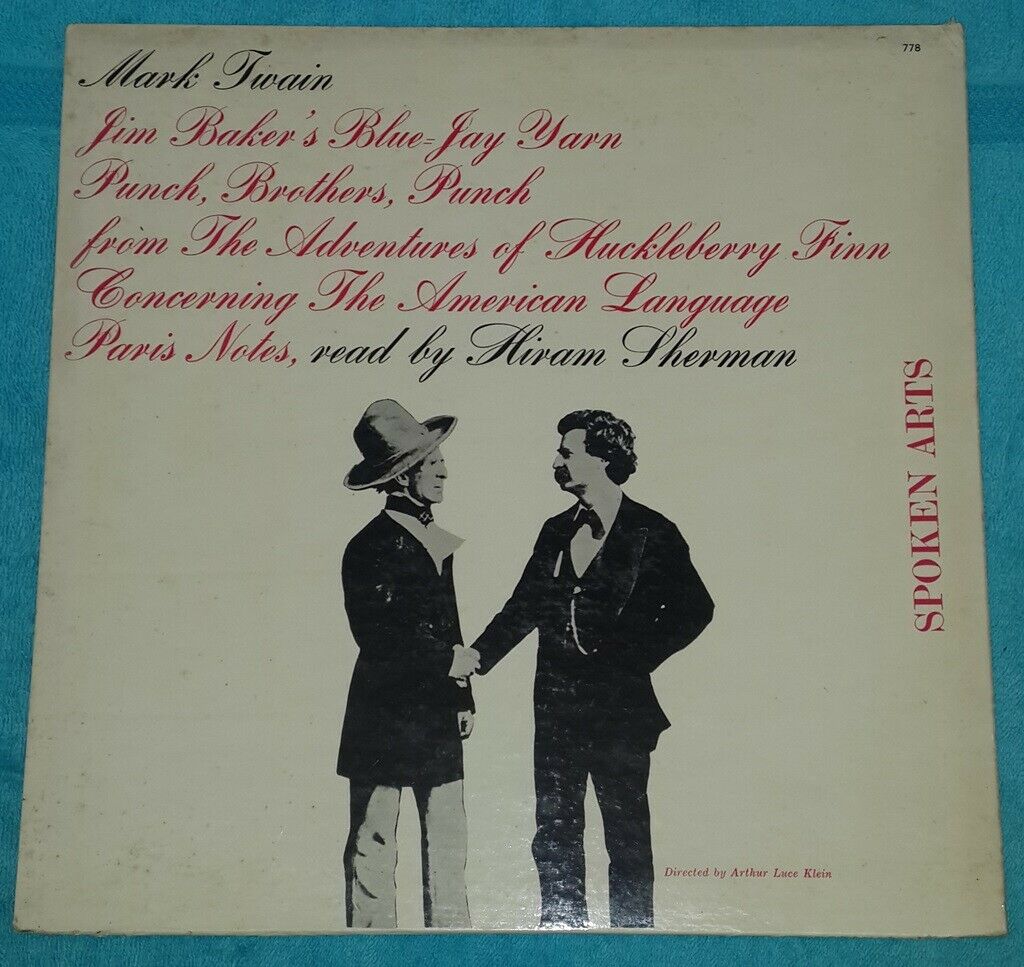 778
Mark Twain
Jim Baker's Blue-Jay Yarn
Punch, Brothers, Punch
from The Adventures of Huckleberry Finn
Concerning The American Language
Paris Notes, read by Hiram Sherman
SPOKEN ARTS
Directed by Arthur Luce Klein